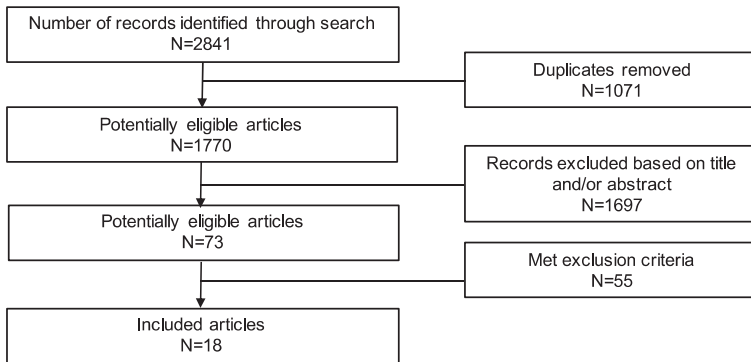 Number of records identified through search
N=2841
Duplicates removed
N=1071
Potentially eligible articles
N=1770
Records excluded based on title
and/or abstract
N=1697
Potentially eligible articles
N=73
Met exclusion criteria
N=55
Included articles
N=18